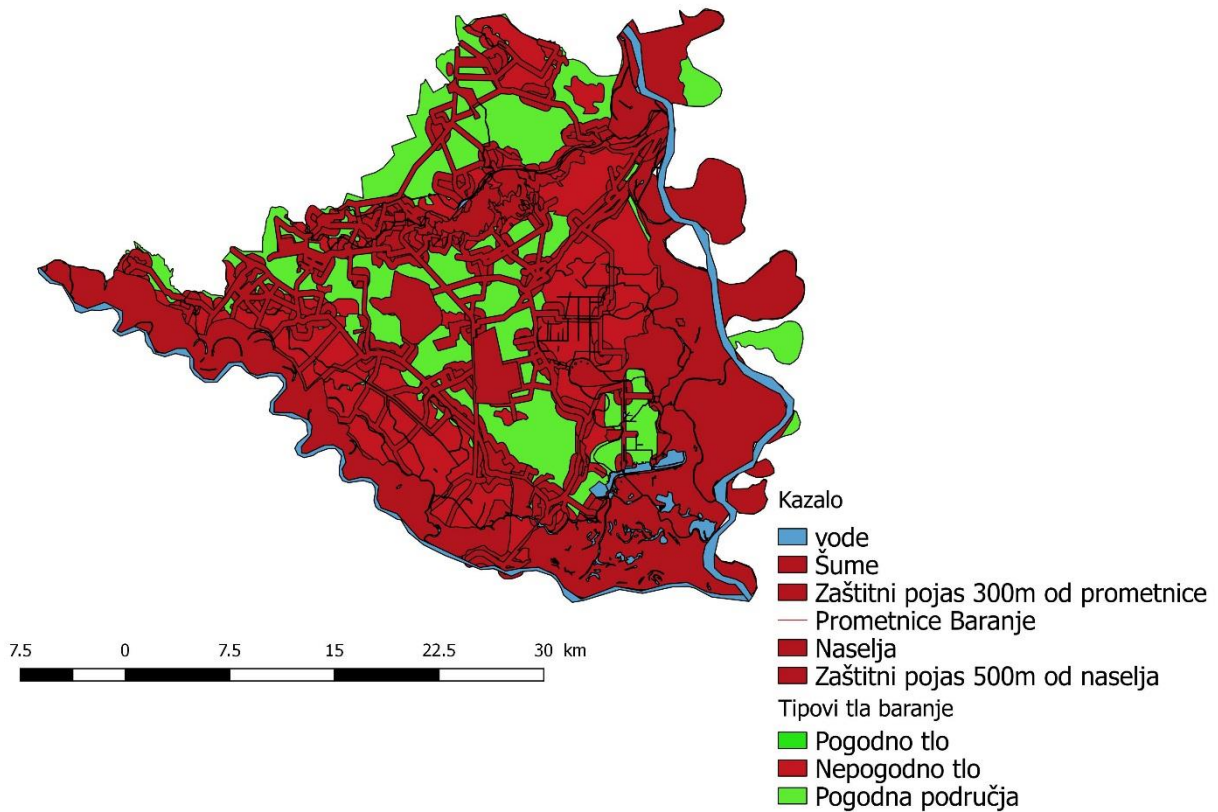 Kazalo
vode
Šume
Zaštitni pojas 300m od prometnice
Prometnice Baranje
Naselja
Zaštitni pojas 500m od naselja
Tipovi tla baranje
Pogodno tlo
Nepogodno tlo
Pogodna područja
7.5 0 7.5 15 22.5 30 km